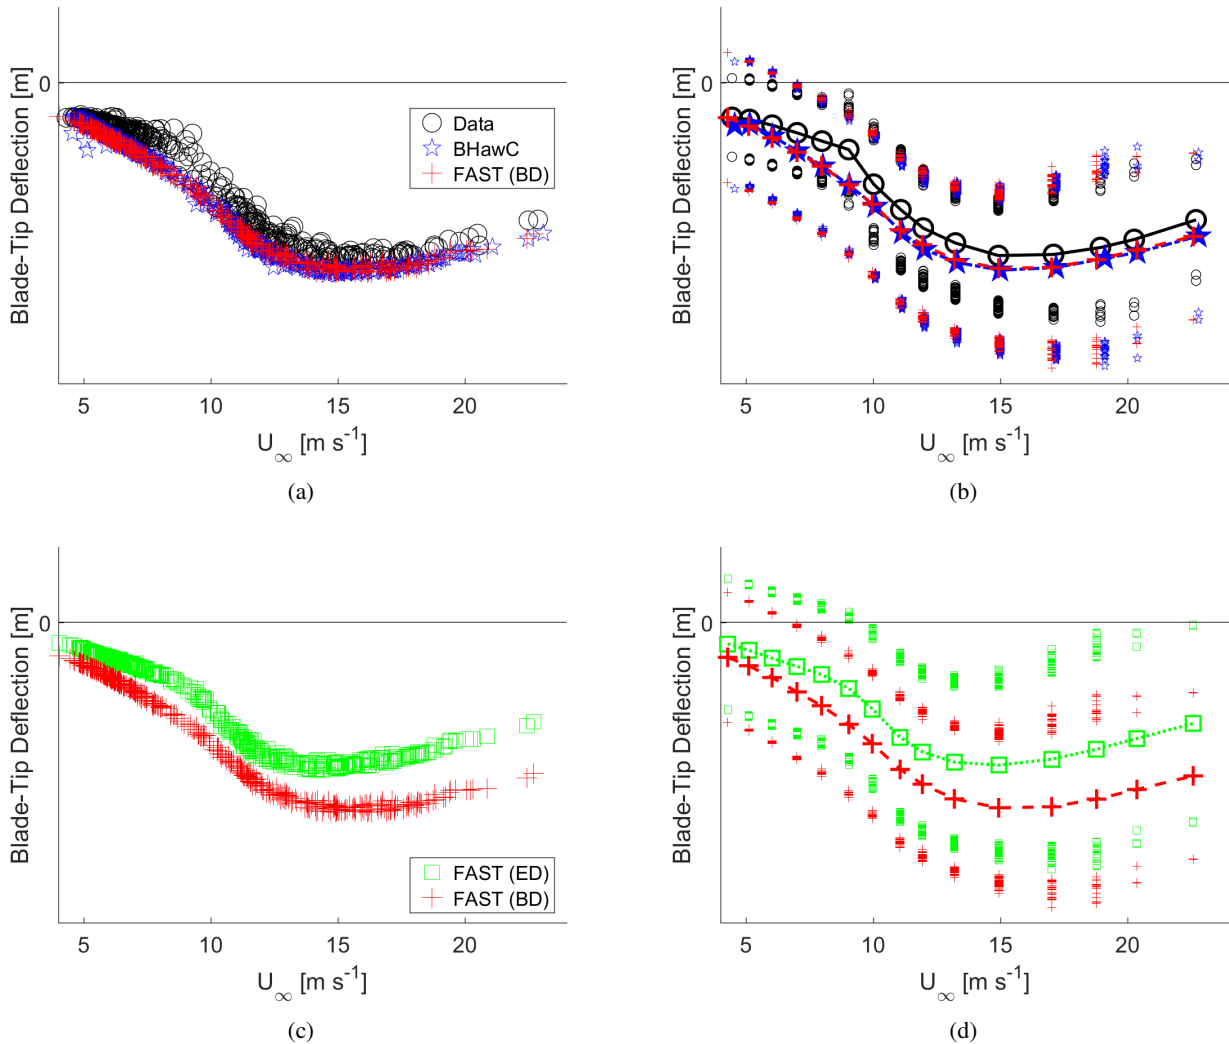 Blade-Tip Deflection [m]
0
Data
BHawC
FAST (BD)
5 10 15 20
U∞ [m s-1]
(a)
Blade-Tip Deflection [m]
0
5 10 15 20
U∞ [m s-1]
(b)
Blade-Tip Deflection [m]
0
FAST (ED)
FAST (BD)
5 10 15 20
U∞ [m s-1]
(c)
Blade-Tip Deflection [m]
0
5 10 15 20
U∞ [m s-1]
(d)